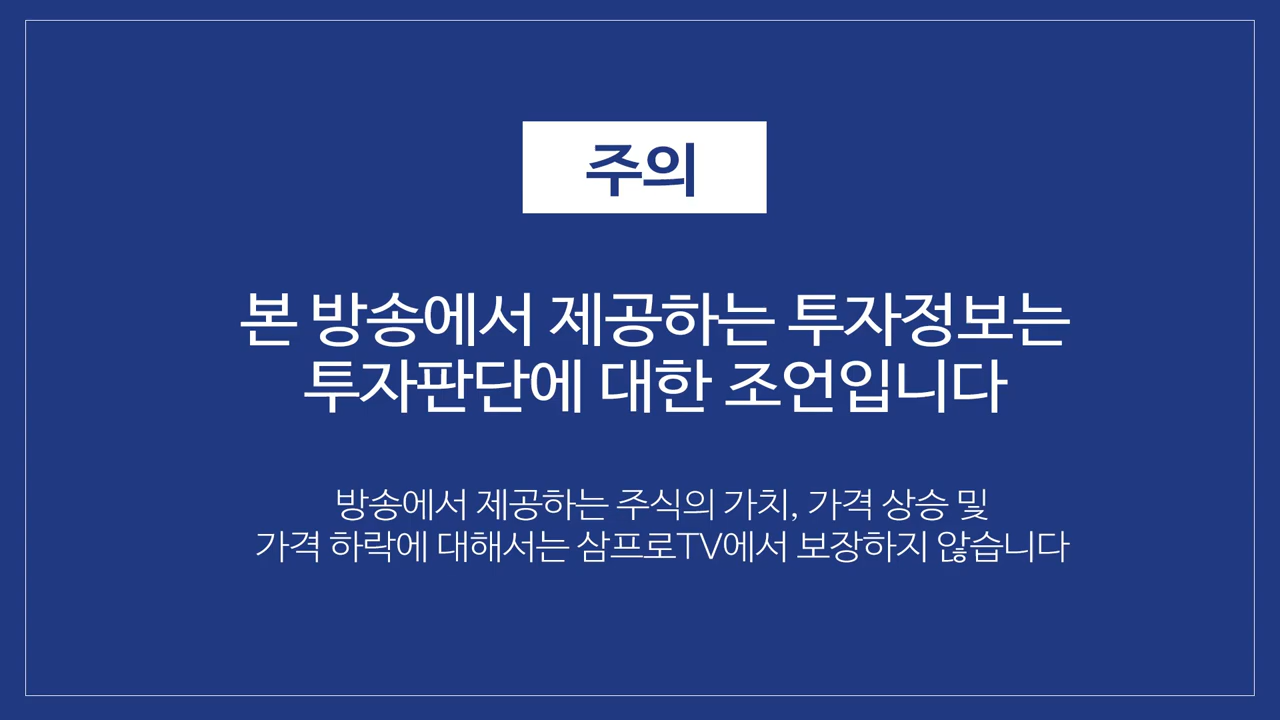 주의
본 방송에서 제공하는 투자정보는
투자판단에 대한 조언입니다
방송에서 제공하는 주식의 가치, 가격 상승 및
가격 하락에 대해서는 삼프로TV에서 보장하지 않습니다